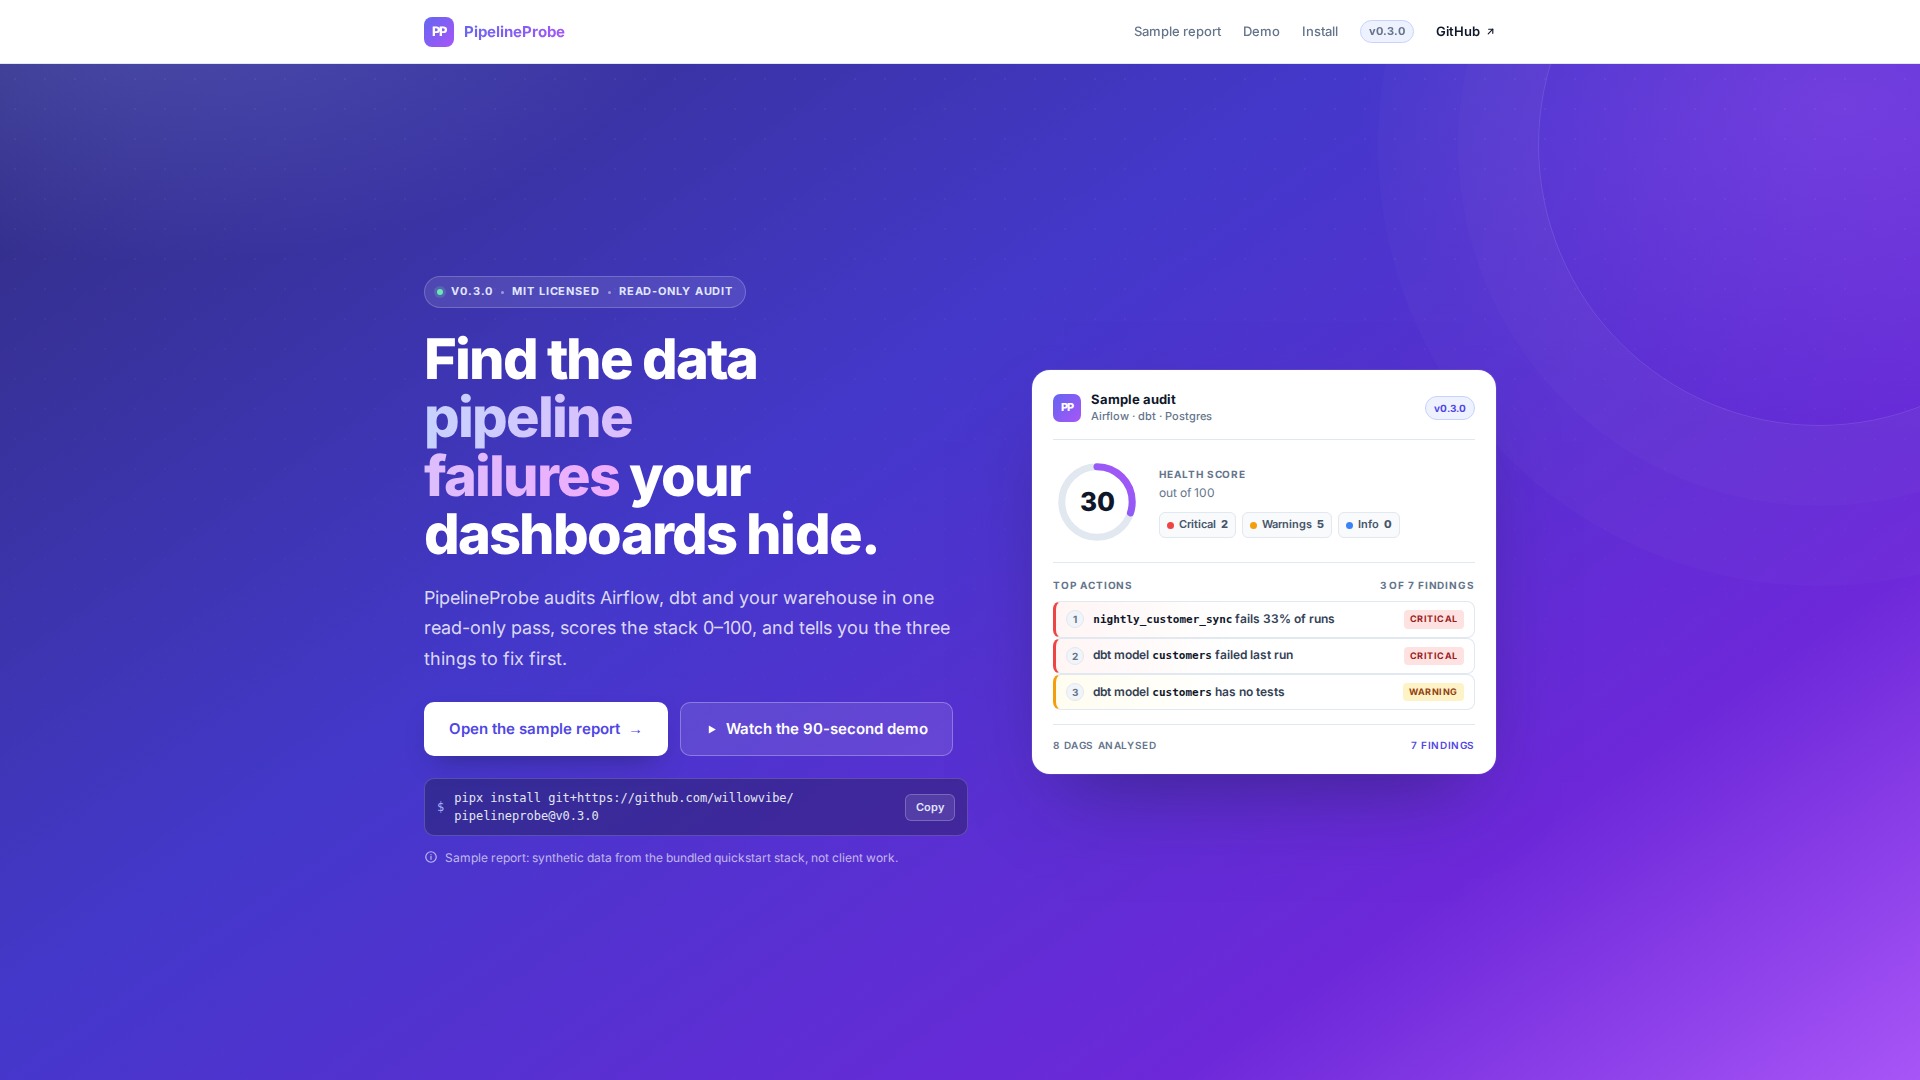 PP PipelineProbe
Sample report Demo Install v0.3.0 GitHub ↗
V0.3.0 • MIT LICENSED • READ-ONLY AUDIT
Find the data
pipeline
failures your
dashboards hide.
PipelineProbe audits Airflow, dbt and your warehouse in one
read-only pass, scores the stack 0–100, and tells you the three
things to fix first.
Open the sample report →
Watch the 90-second demo
$ pipx install git+https://github.com/willowvibe/
pipelineprobe@v0.3.0
Copy
Sample report: synthetic data from the bundled quickstart stack, not client work.
PP Sample audit
Airflow · dbt · Postgres
v0.3.0
30
HEALTH SCORE
out of 100
Critical 2 Warnings 5 Info 0
TOP ACTIONS 3 OF 7 FINDINGS
1 nightly_customer_sync fails 33% of runs CRITICAL
2 dbt model customers failed last run CRITICAL
3 dbt model customers has no tests WARNING
8 DAGS ANALYSED 7 FINDINGS